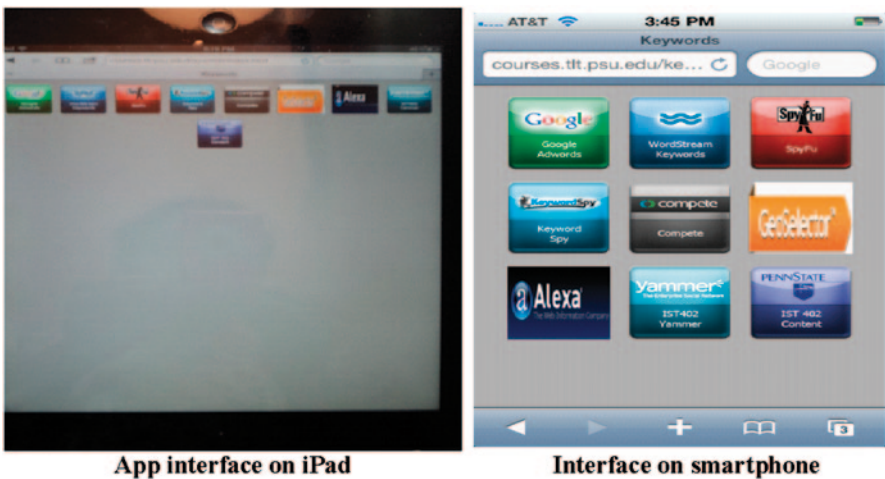 AT&T 3:45 PM
Keywords
courses.tlt.psu.edu/ke... Google
Google
Google Adwords
WordStream Keywords
SpyFu
SpyFu
KeywordSpy
Keyword Spy
compete
Compete
GeoSelector
Alexa
The Web Information Company
yammer
The Enterprise Social Network
IST402 Yammer
PENNSTATE
IST 402 Content
3
Alexa
App interface on iPad
Interface on smartphone